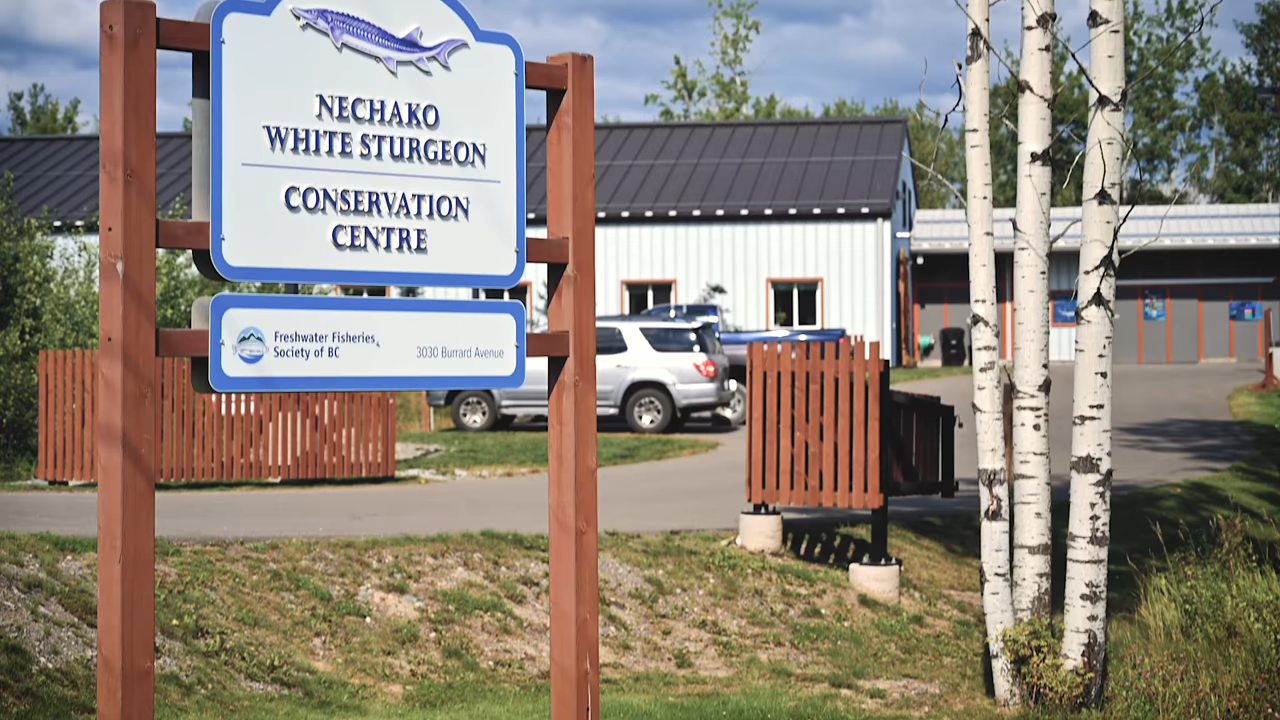 NECHAKO
WHITE STURGEON
CONSERVATION
CENTRE
Freshwater Fisheries
Society of BC
3030 Burrard Avenue